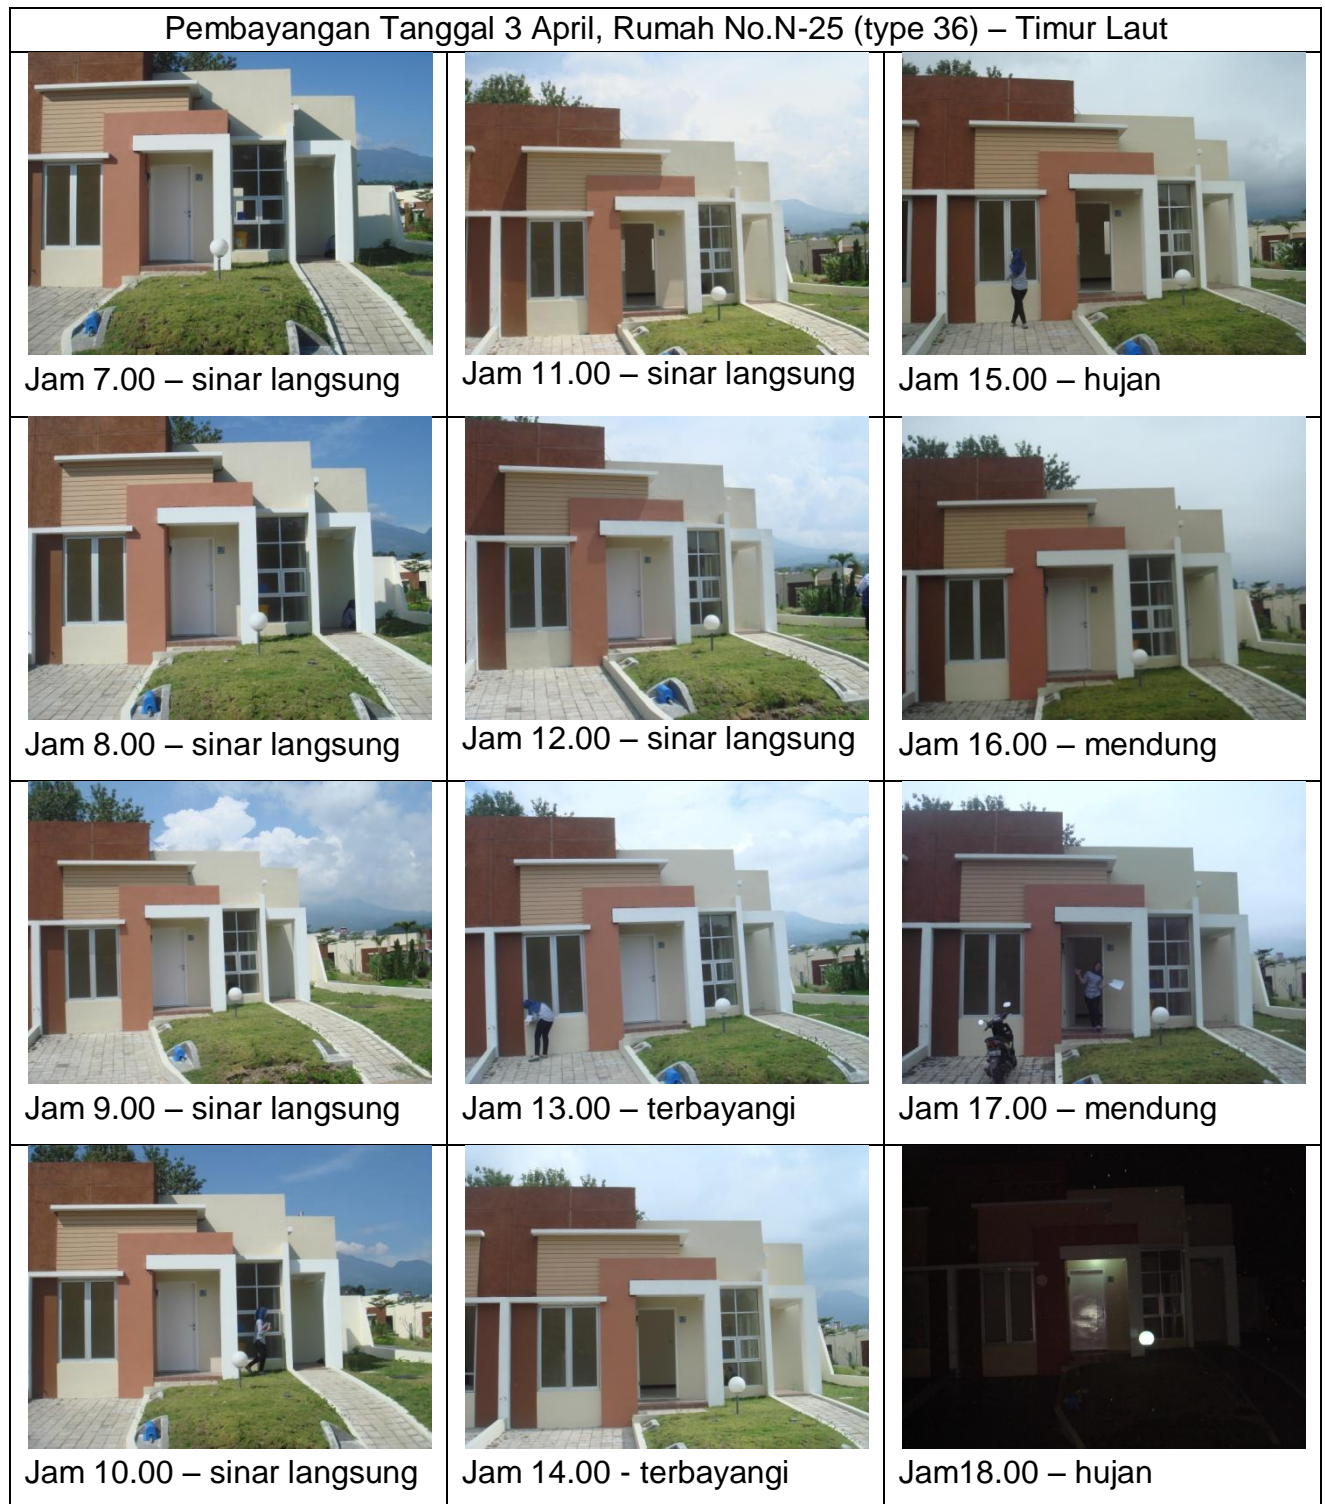 Pembayangan Tanggal 3 April, Rumah No.N-25 (type 36) – Timur Laut
Jam 7.00 – sinar langsung
Jam 11.00 – sinar langsung
Jam 15.00 – hujan
Jam 8.00 – sinar langsung
Jam 12.00 – sinar langsung
Jam 16.00 – mendung
Jam 9.00 – sinar langsung
Jam 13.00 – terbayangi
Jam 17.00 – mendung
Jam 10.00 – sinar langsung
Jam 14.00 - terbayangi
Jam18.00 – hujan